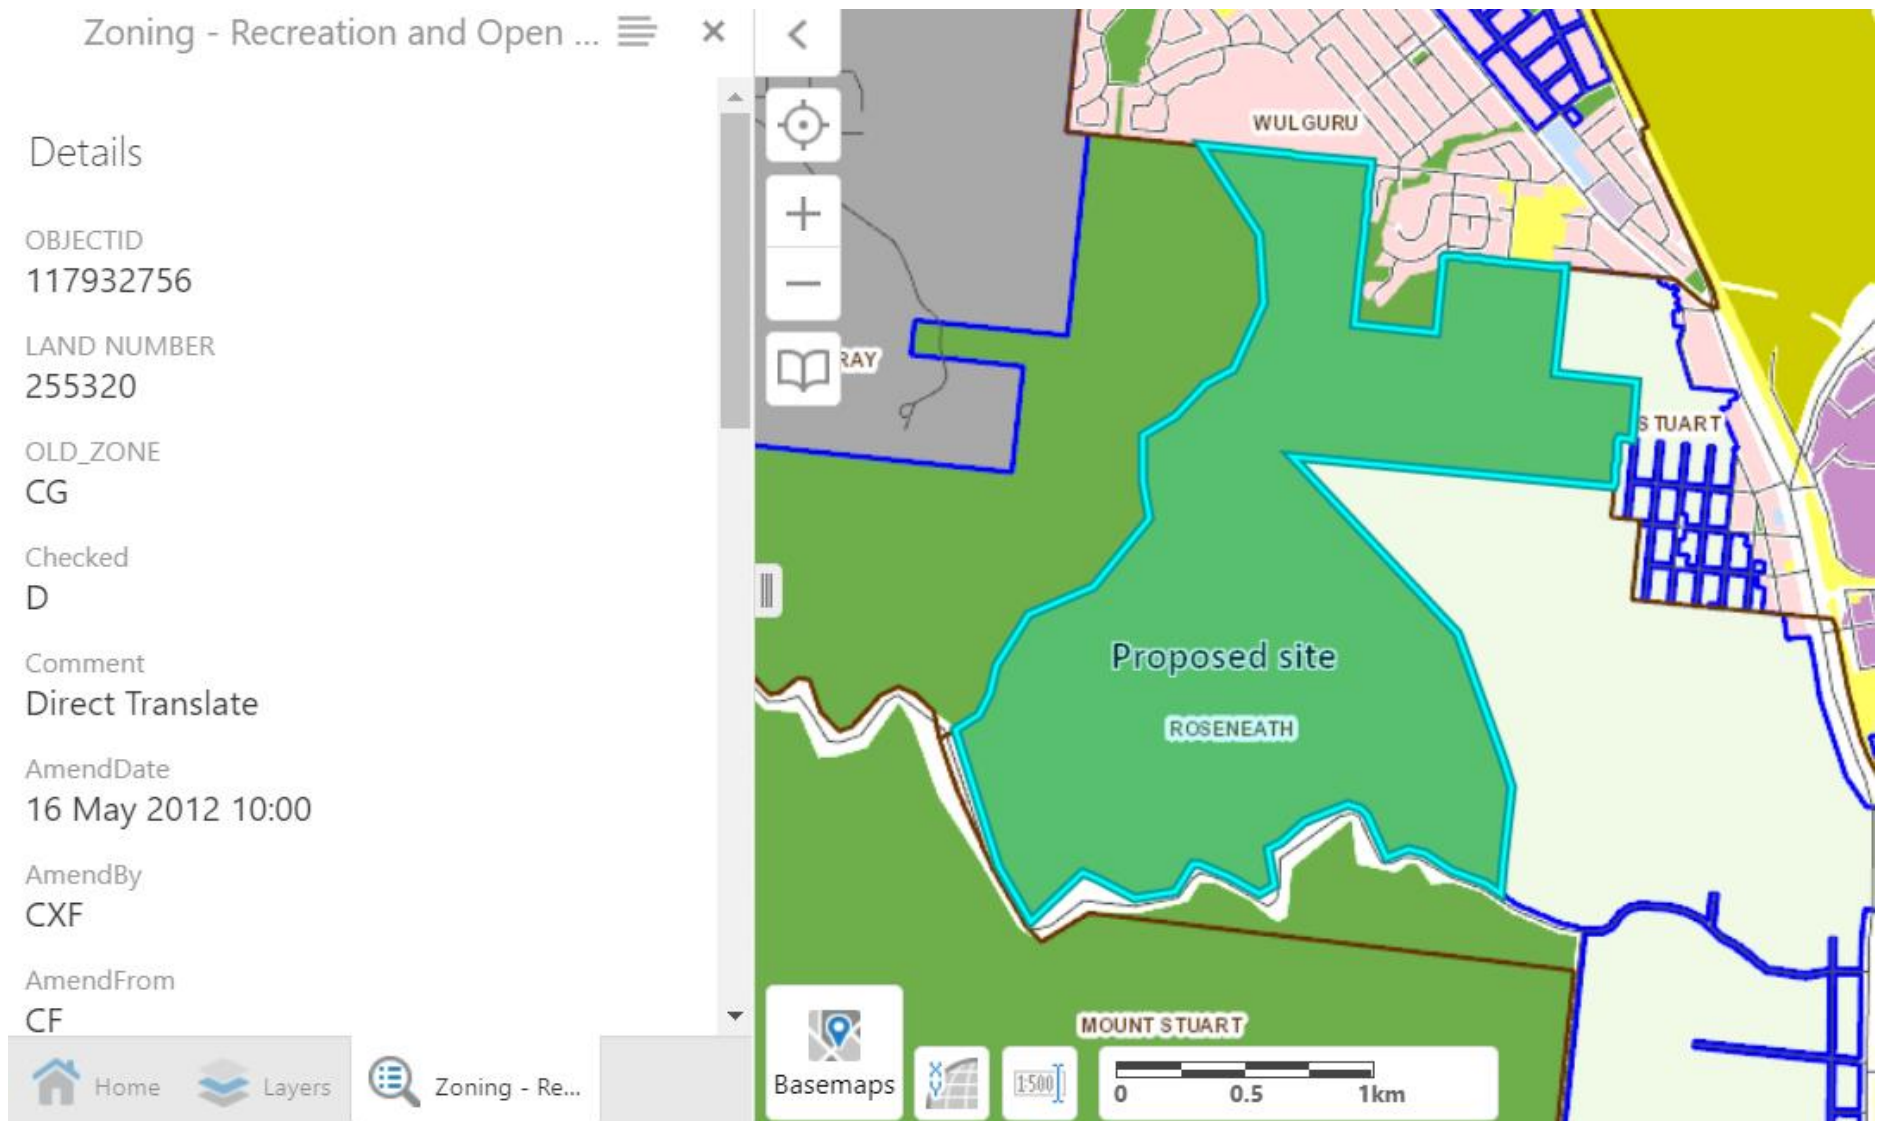 Zoning - Recreation and Open ...
Details
OBJECTID
117932756
LAND NUMBER
255320
OLD_ZONE
CG
Checked
D
Comment
Direct Translate
AmendDate
16 May 2012 10:00
AmendBy
CXF
AmendFrom
CF
Home
Layers
Zoning - Re...
WULGURU
RAY
STUART
Proposed site
ROSENEATH
MOUNT STUART
Basemaps
X
Y
1:500
0 0.5 1km